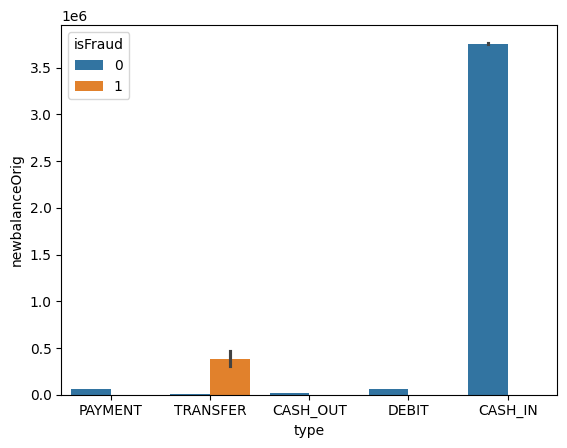 1e6
isFraud
0
1
3.5
3.0
2.5
2.0
1.5
1.0
0.5
0.0
newbalanceOrig
PAYMENT TRANSFER CASH_OUT DEBIT CASH_IN
type